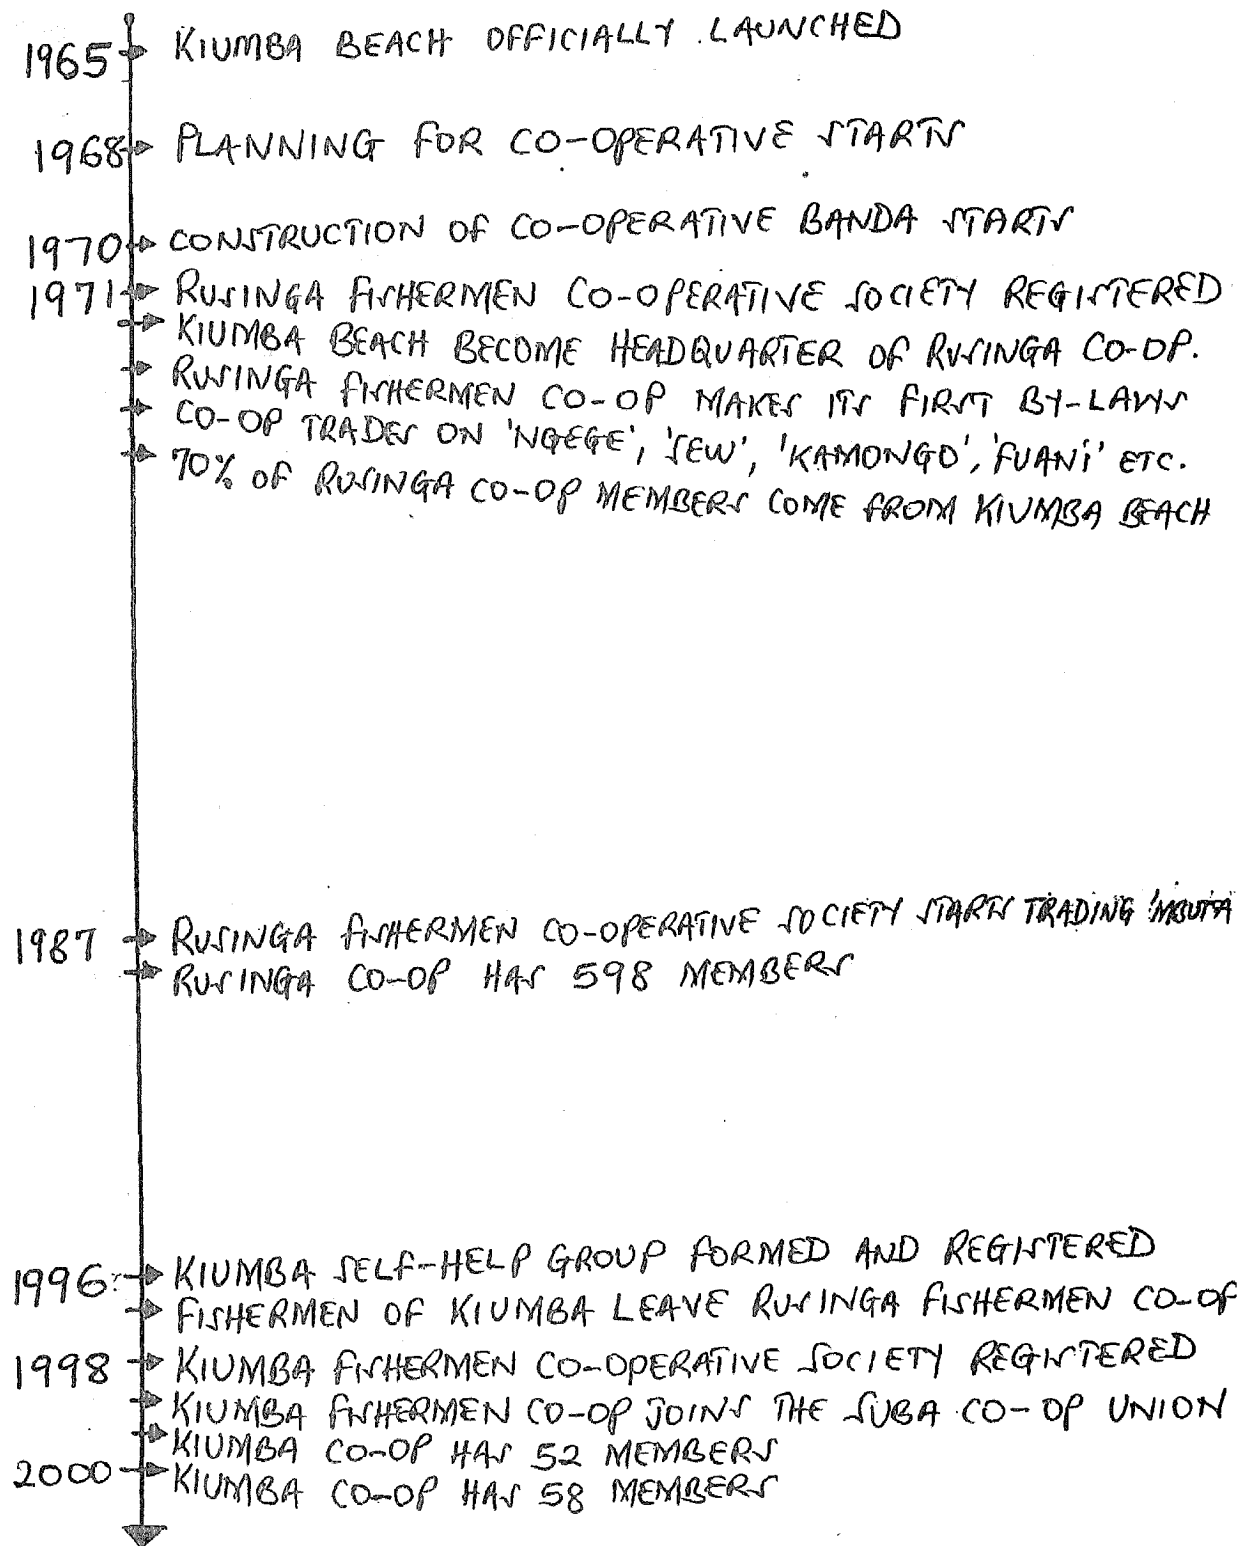 1965 KIUMBA BEACH OFFICIALLY LAUNCHED
1968 PLANNING FOR CO-OPERATIVE STARTS
1970 CONSTRUCTION OF CO-OPERATIVE BANDA STARTS
1971 RUSINGA FISHERMEN CO-OPERATIVE SOCIETY REGISTERED
KIUMBA BEACH BECOME HEADQUARTER OF RUSINGA CO-OP.
RUSINGA FISHERMEN CO-OP MAKES ITS FIRST BY-LAWS
CO-OP TRADES ON 'NGEGE', 'SEW', 'KAMONGO', 'FUANI' ETC.
70% OF RUSINGA CO-OP MEMBERS COME FROM KIUMBA BEACH
1987 RUSINGA FISHERMEN CO-OPERATIVE SOCIETY STARTS TRADING 'MBUTA
RUSINGA CO-OP HAS 598 MEMBERS
1996 KIUMBA SELF-HELP GROUP FORMED AND REGISTERED
FISHERMEN OF KIUMBA LEAVE RUSINGA FISHERMEN CO-OP
1998 KIUMBA FISHERMEN CO-OPERATIVE SOCIETY REGISTERED
KIUMBA FISHERMEN CO-OP JOINS THE SUBA CO-OP UNION
KIUMBA CO-OP HAS 52 MEMBERS
2000 KIUMBA CO-OP HAS 58 MEMBERS